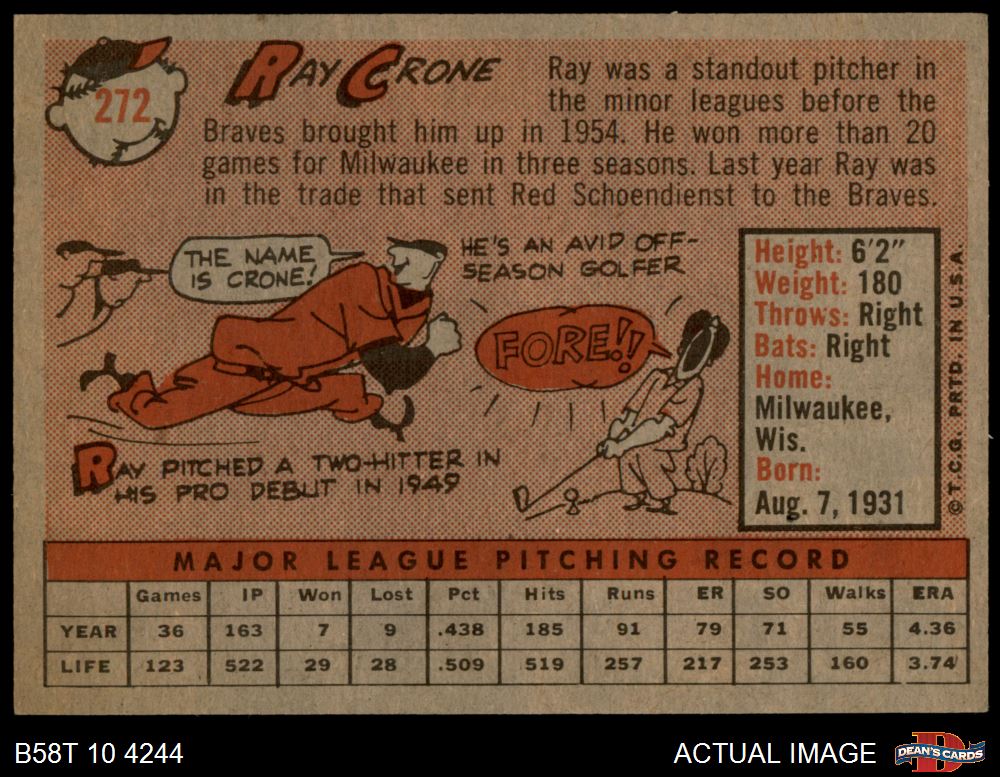 272
RAY CRONE
Ray was a standout pitcher in
the minor leagues before the
Braves brought him up in 1954. He won more than 20
games for Milwaukee in three seasons. Last year Ray was
in the trade that sent Red Schoendienst to the Braves.
THE NAME
IS CRONE!
HE'S AN AVID OFF-
SEASON GOLFER
FORE!!
RAY PITCHED A TWO-HITTER IN
HIS PRO DEBUT IN 1949
Height: 6'2"
Weight: 180
Throws: Right
Bats: Right
Home:
Milwaukee,
Wis.
Born:
Aug. 7, 1931
© T.C.G. PRTD. IN U.S.A.
MAJOR LEAGUE PITCHING RECORD
Games IP Won Lost Pct Hits Runs ER SO Walks ERA
YEAR 36 163 7 9 .438 185 91 79 71 55 4.36
LIFE 123 522 29 28 .509 519 257 217 253 160 3.74
B58T 10 4244
ACTUAL IMAGE
D
DEAN'S CARDS